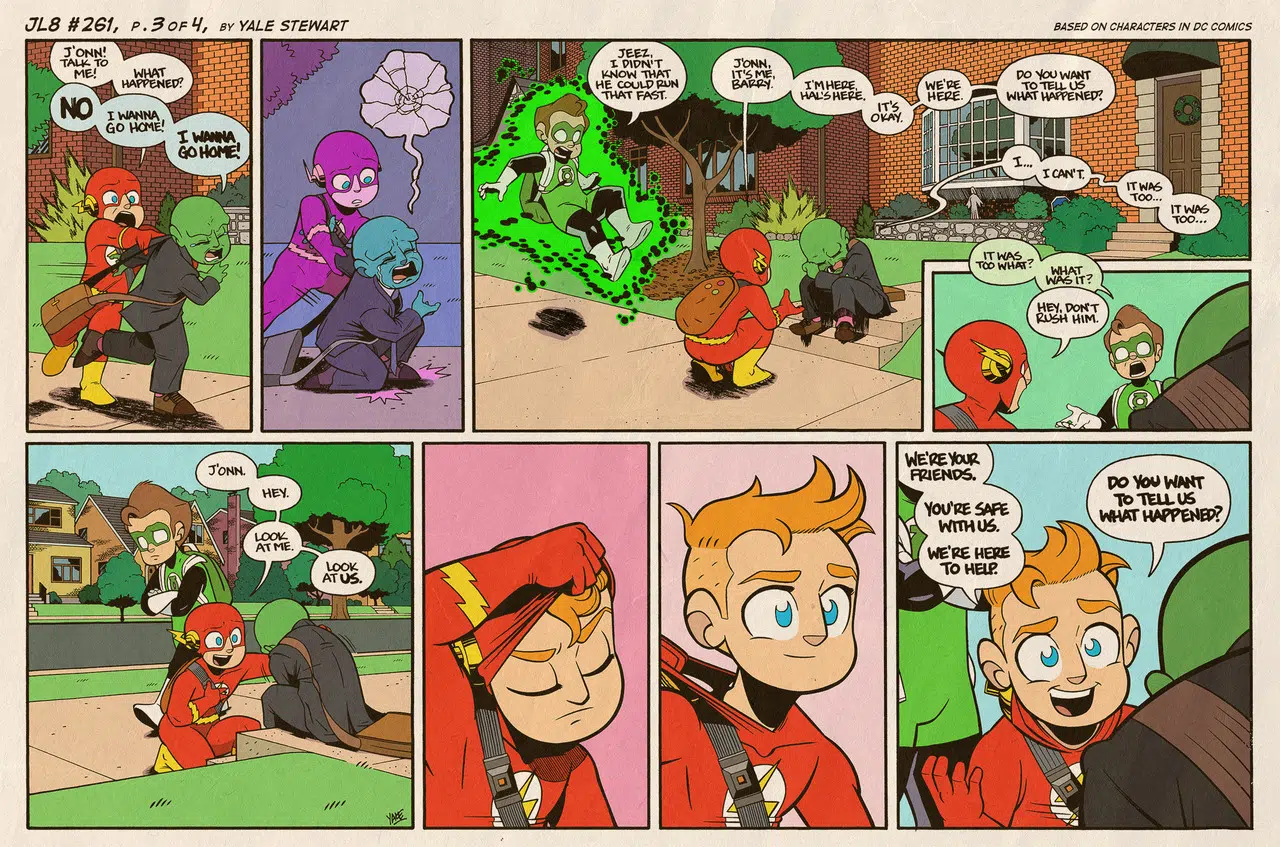 JL8 #261, P. 3 OF 4, BY YALE STEWART
BASED ON CHARACTERS IN DC COMICS
J'ONN!
TALK TO
ME!
WHAT
HAPPENED?
NO
I WANNA
GO HOME!
I WANNA
GO HOME!
JEEZ,
I DIDN'T
KNOW THAT
HE COULD RUN
THAT FAST.
J'ONN,
IT'S ME,
BARRY.
I'M HERE,
HAL'S HERE.
IT'S
OKAY.
WE'RE
HERE.
DO YOU WANT
TO TELL US
WHAT HAPPENED?
I...
I CAN'T.
IT WAS
TOO...
IT WAS
TOO...
IT WAS
TOO WHAT?
WHAT
WAS IT?
HEY, DON'T
RUSH HIM.
J'ONN.
HEY.
LOOK
AT ME.
LOOK
AT US.
YALE
WE'RE YOUR
FRIENDS.
YOU'RE SAFE
WITH US.
WE'RE HERE
TO HELP.
DO YOU WANT
TO TELL US
WHAT HAPPENED?